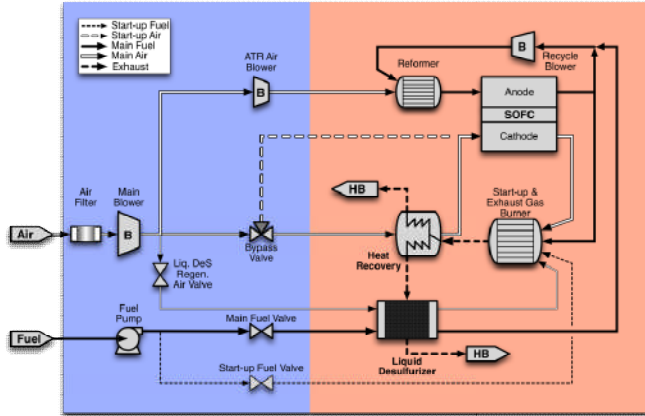 Start-up Fuel
Start-up Air
Main Fuel
Main Air
Exhaust
ATR Air
Blower
B
Reformer
B
Recycle
Blower
Anode
SOFC
Cathode
Air
Filter
Main
Blower
Air
B
Bypass
Valve
HB
Heat
Recovery
Start-up &
Exhaust Gas
Burner
Liq. DeS
Regen.
Air Valve
Fuel
Pump
Fuel
Main Fuel Valve
Start-up Fuel Valve
Liquid
Desulfurizer
HB